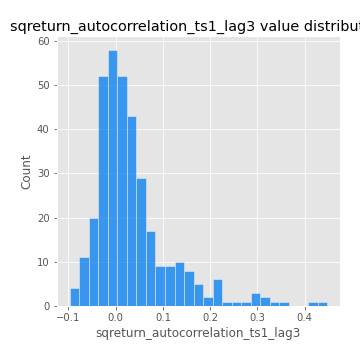 sqreturn_autocorrelation_ts1_lag3 value distribut
60
50
40
30
20
10
0
Count
−0.1 0.0 0.1 0.2 0.3 0.4
sqreturn_autocorrelation_ts1_lag3